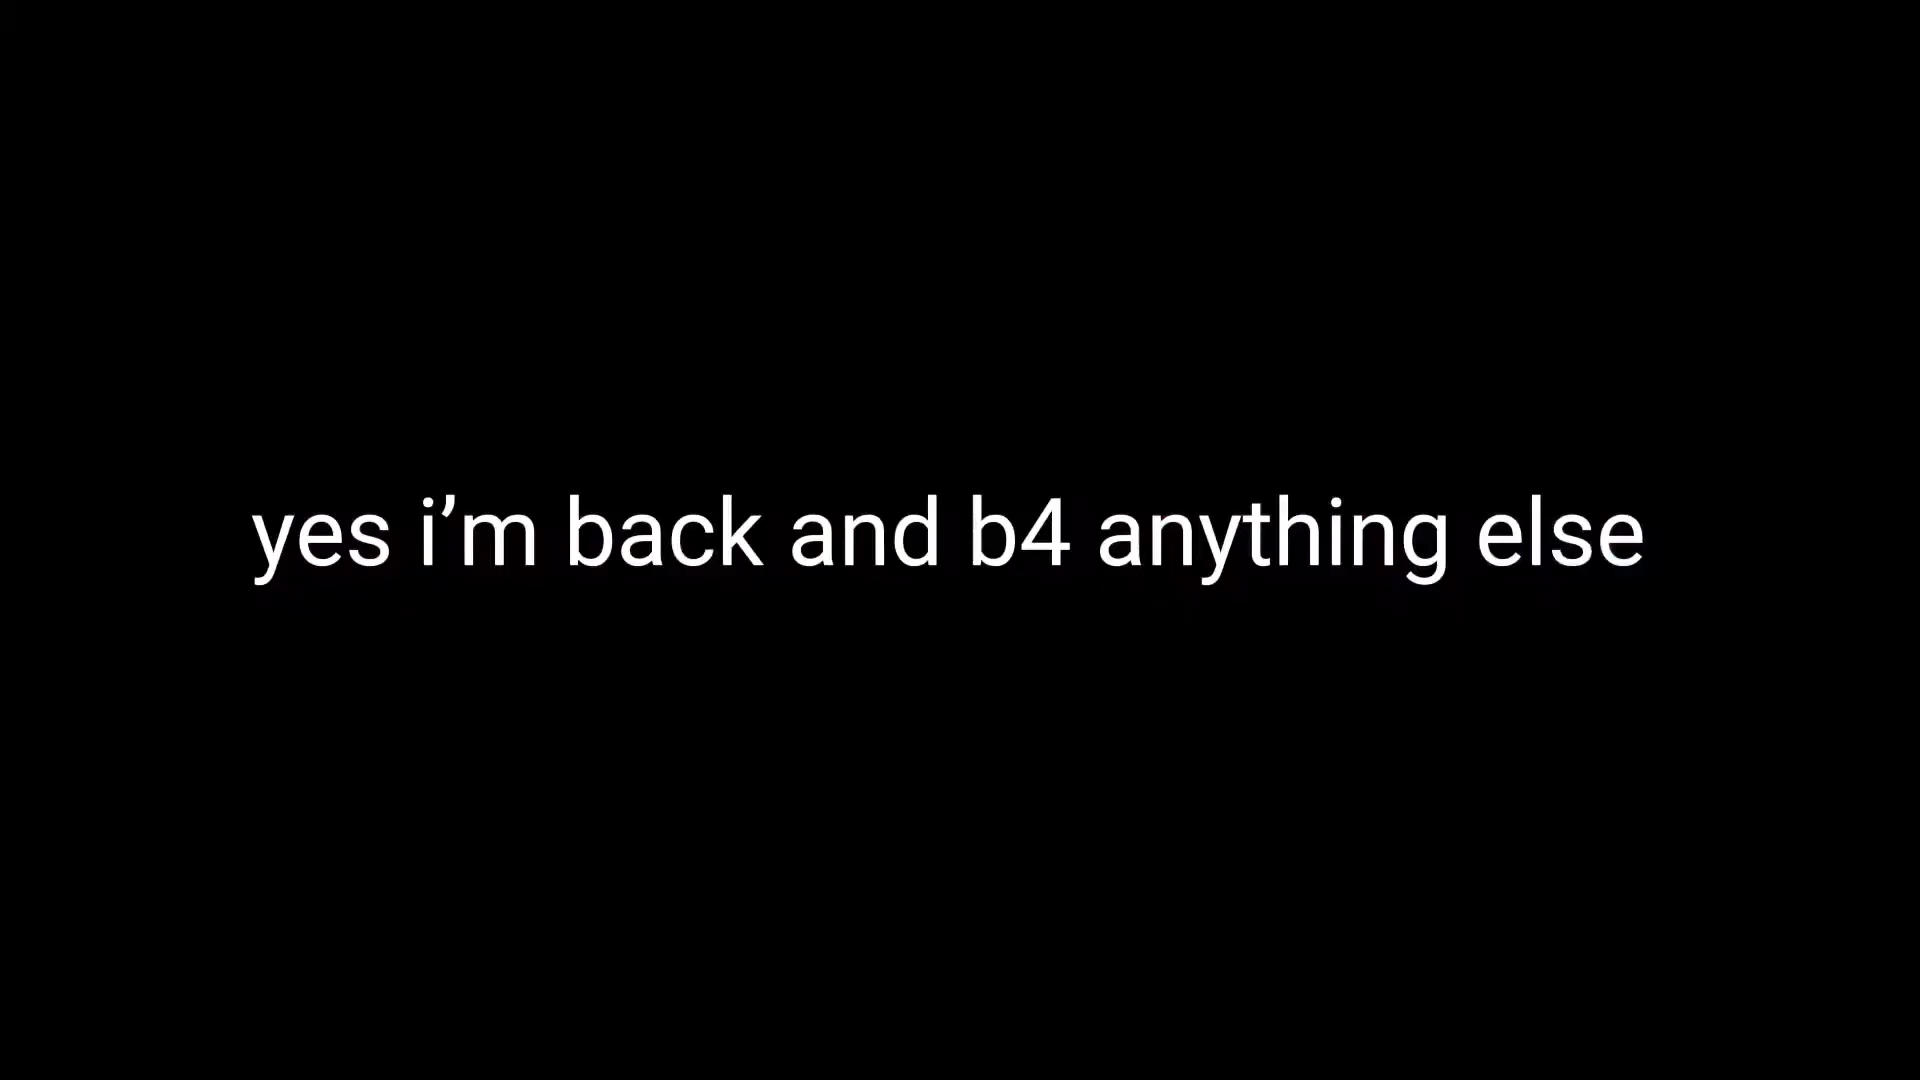 yes i’m back and b4 anything else